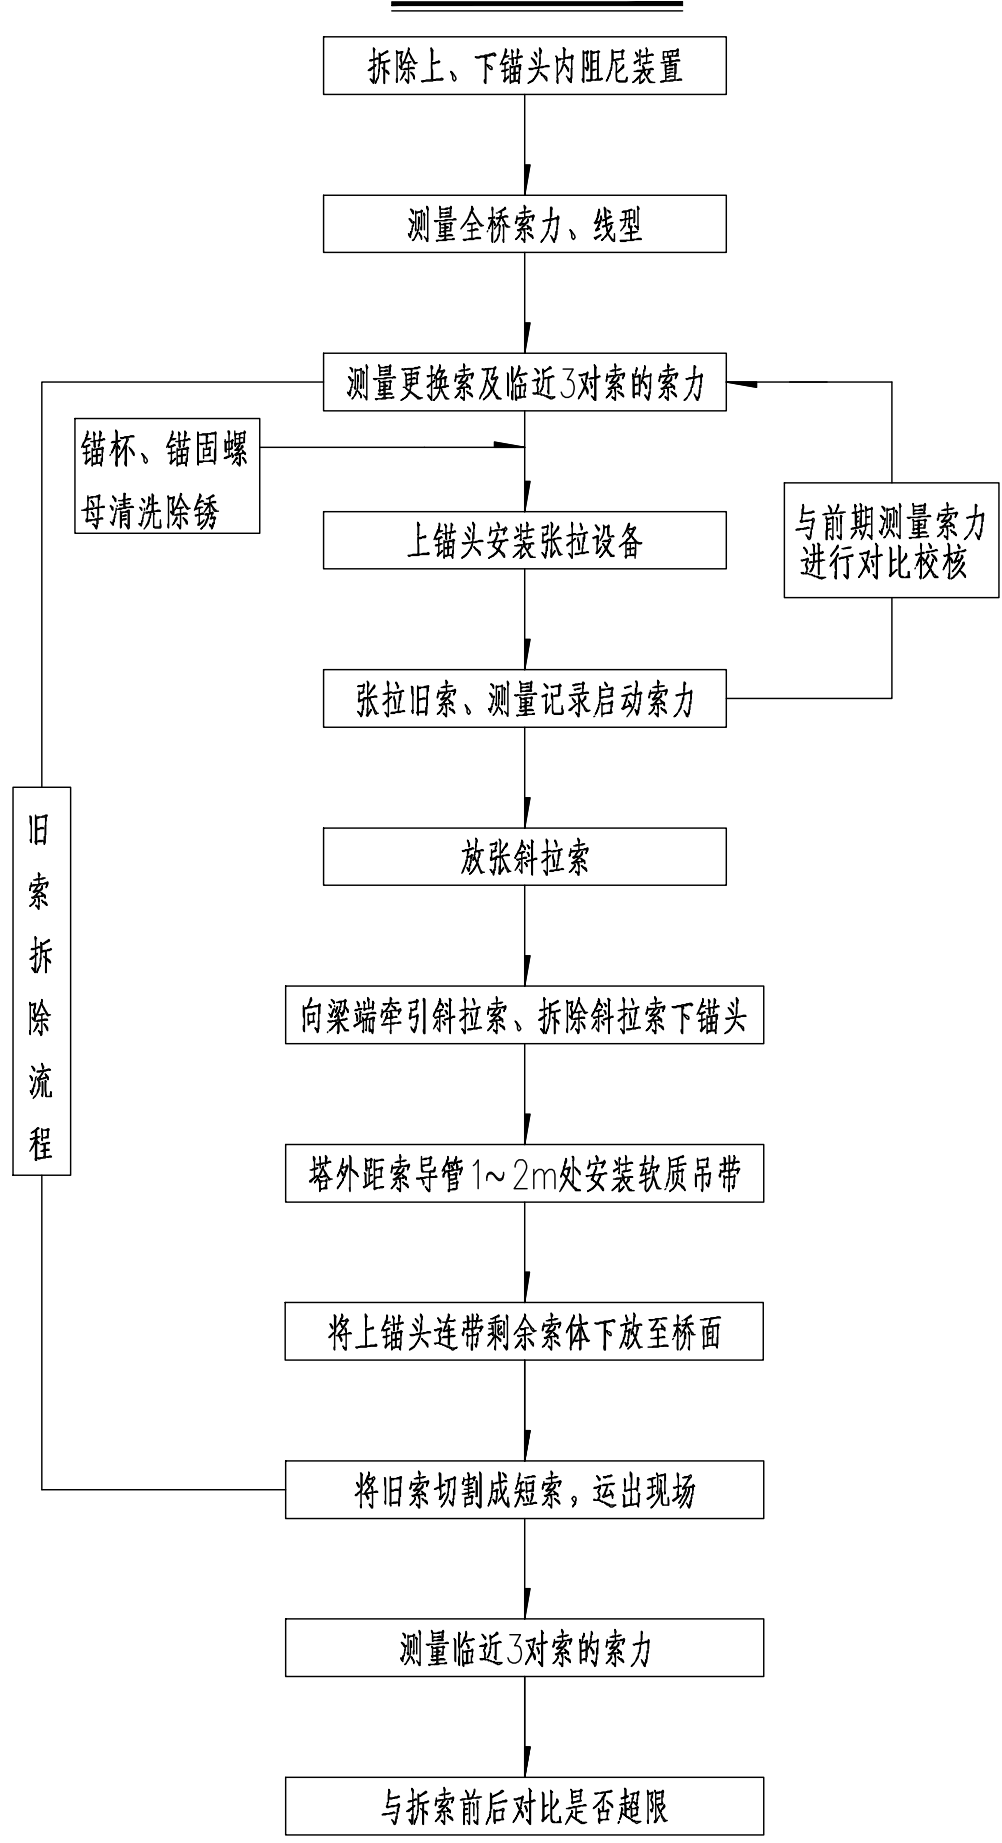 拆除上、下锚头内阻尼装置
测量全桥索力、线型
测量更换索及临近3对索的索力
锚杯、锚固螺
母清洗除锈
与前期测量索力
进行对比校核
上锚头安装张拉设备
张拉旧索、测量记录启动索力
旧索拆除流程
放张斜拉索
向梁端牵引斜拉索、拆除斜拉索下锚头
塔外距索导管1~2m处安装软质吊带
将上锚头连带剩余索体下放至桥面
将旧索切割成短索，运出现场
测量临近3对索的索力
与拆索前后对比是否超限